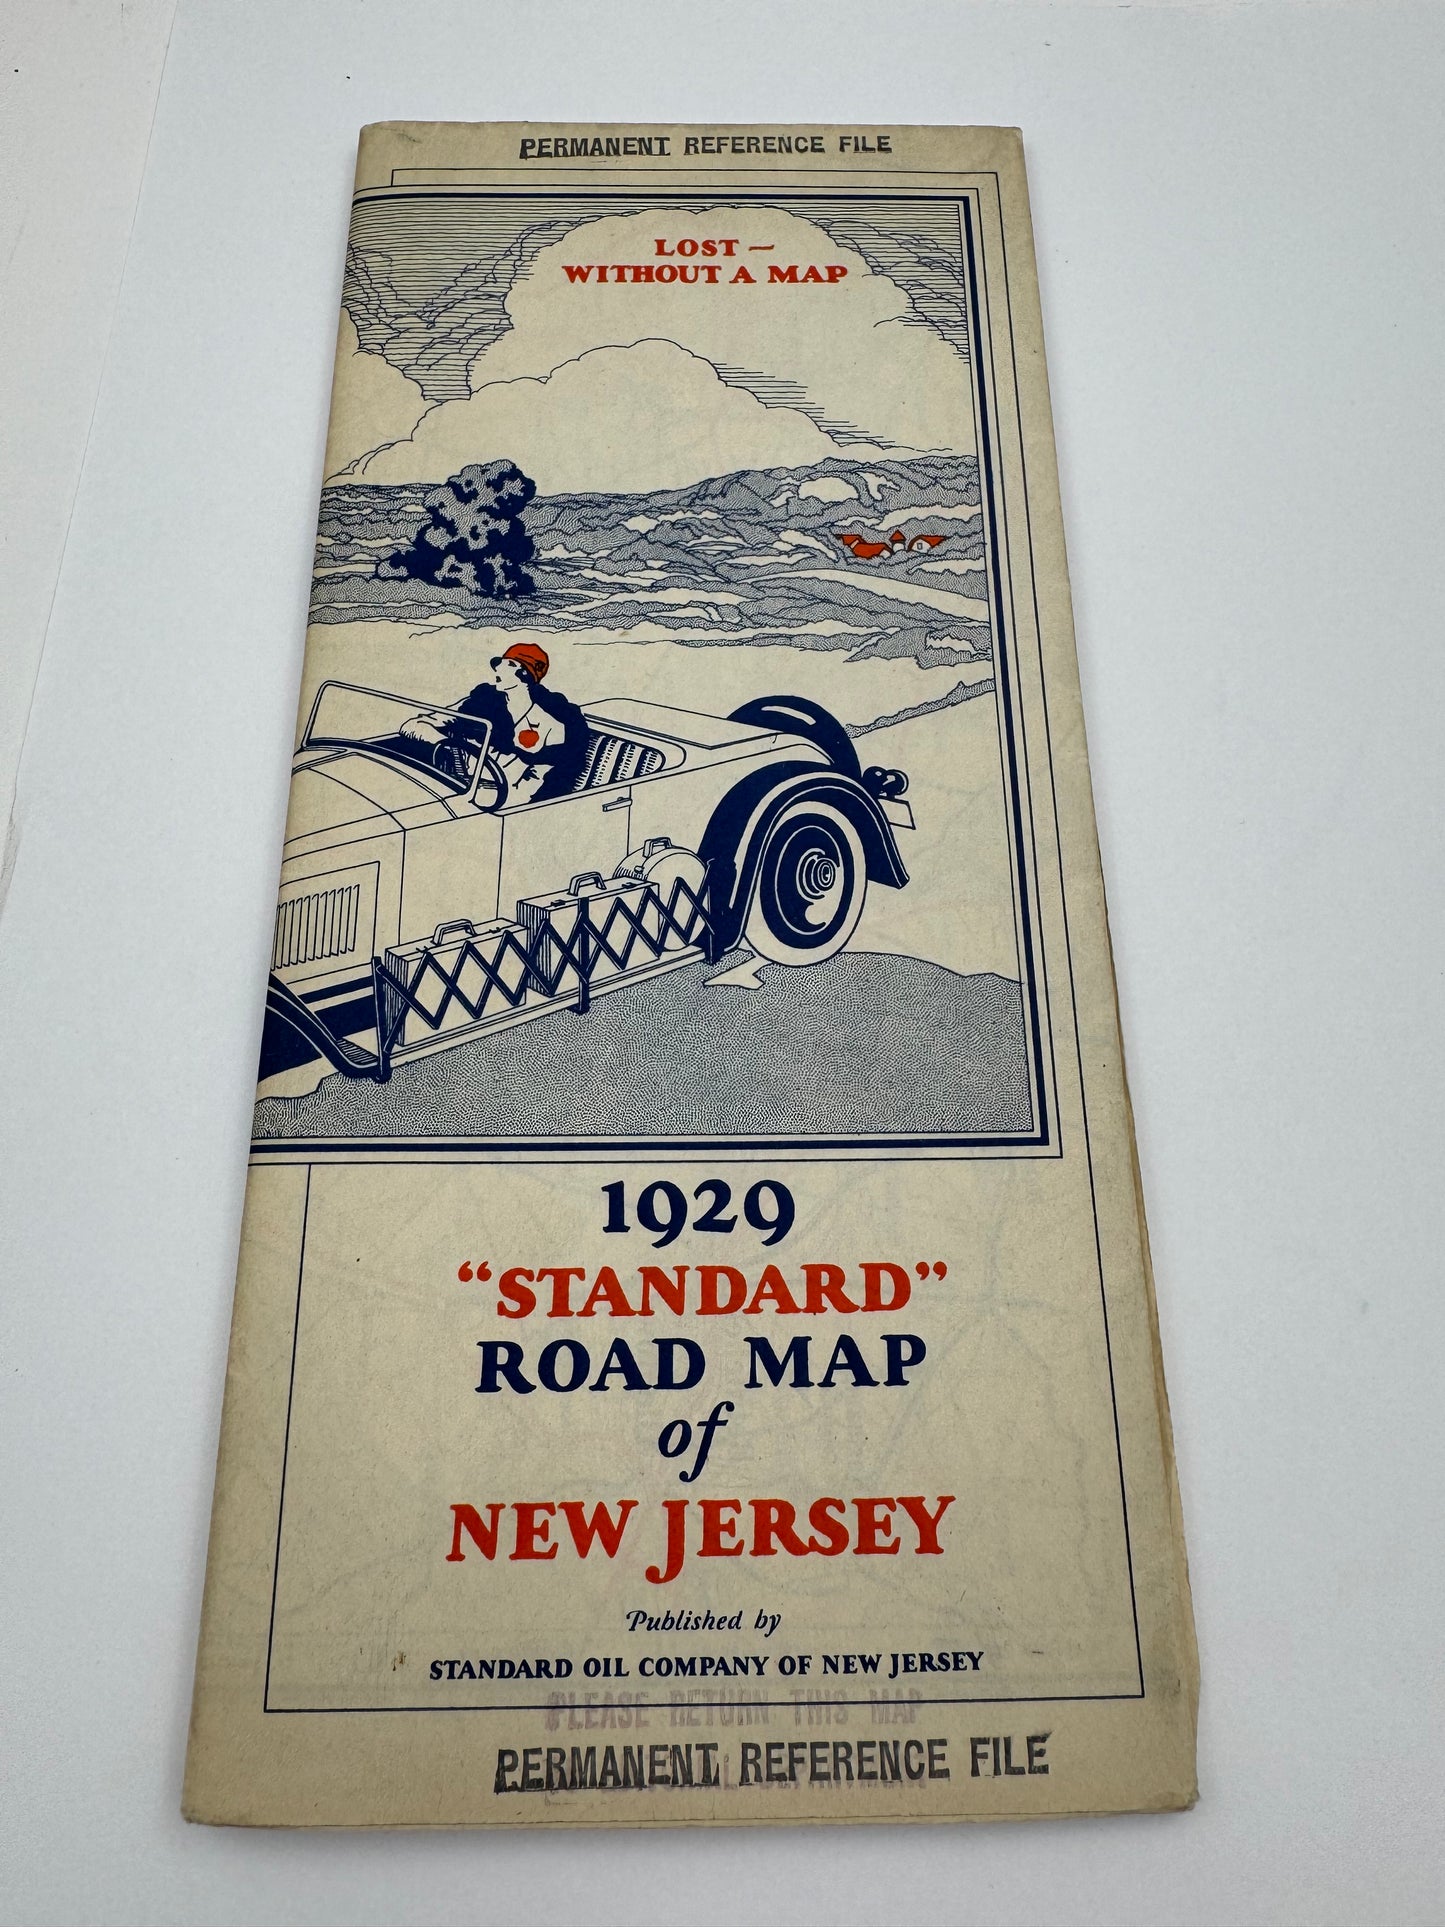 PERMANENT REFERENCE FILE
LOST —
WITHOUT A MAP
1929
“STANDARD”
ROAD MAP
of
NEW JERSEY
Published by
STANDARD OIL COMPANY OF NEW JERSEY
PLEASE RETURN THIS MAP
PERMANENT REFERENCE FILE